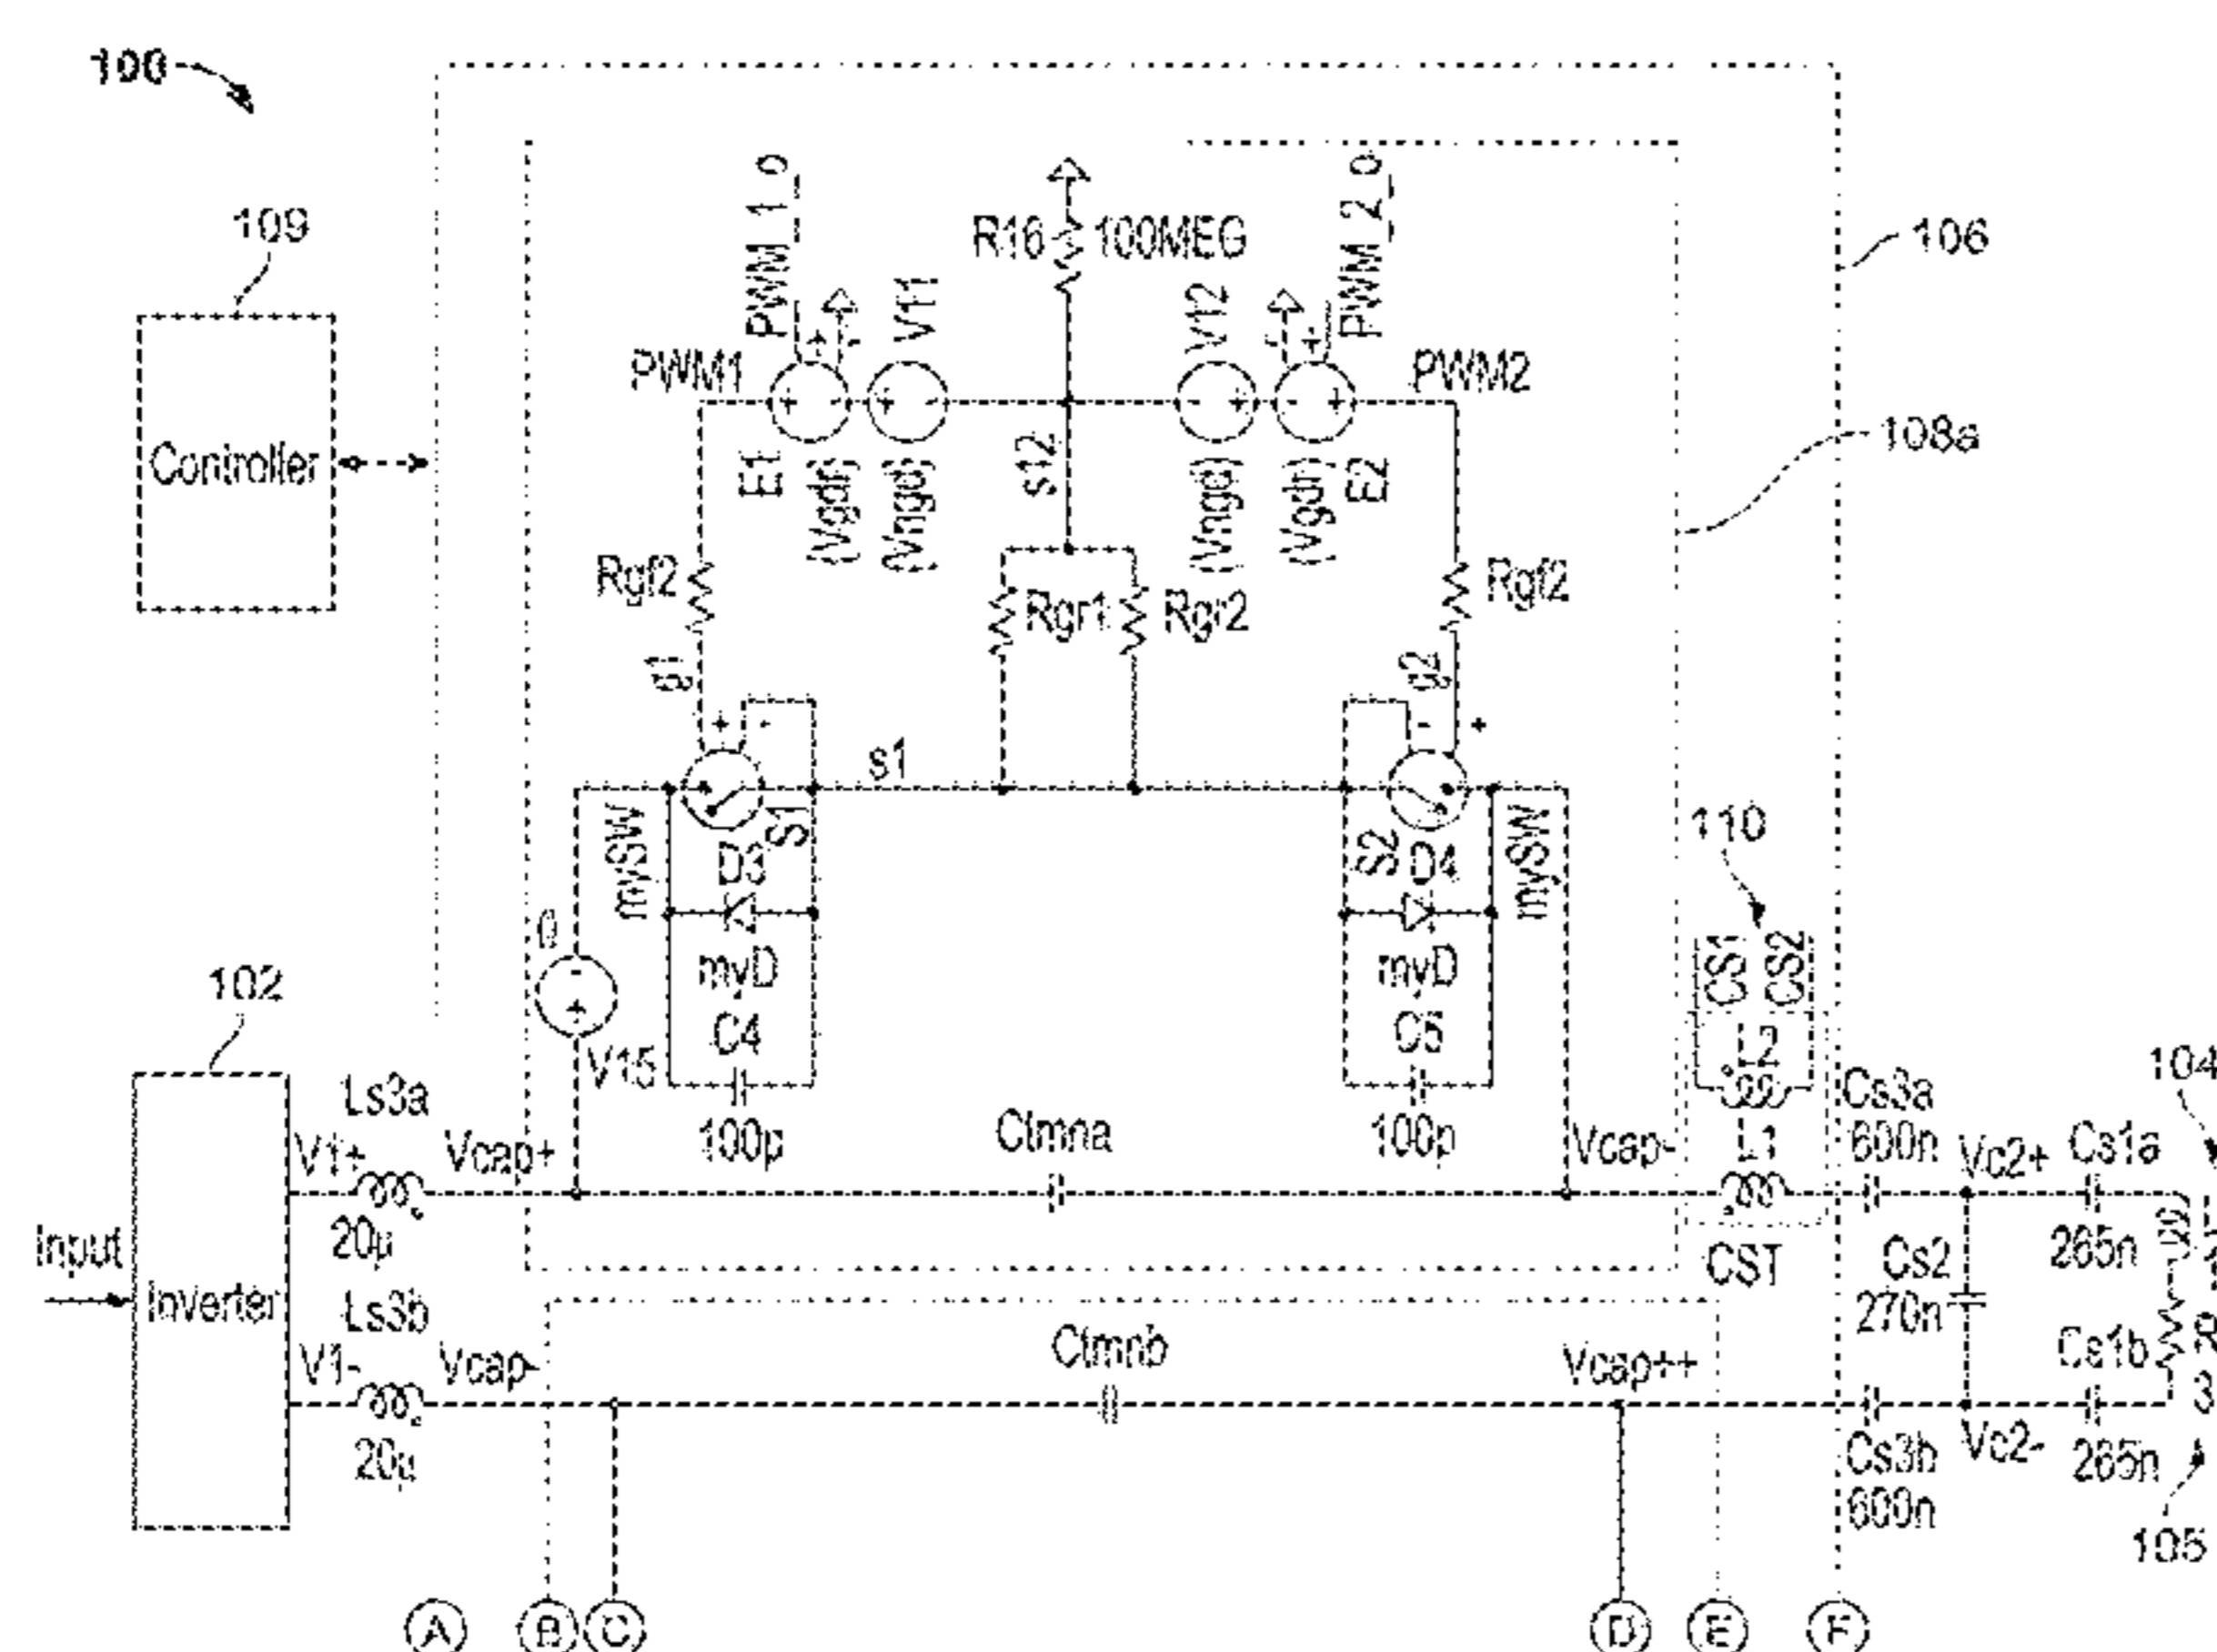 100
109
Controller
PWM_1_o
R16
100MEG
PWM_2_o
106
108a
PWM1
V11
V12
PWM2
E1
(Vgdr)
(Vngd)
s12
(Vngd)
(Vgdr)
E2
Rgf2
Rgr1
Rgr2
Rgf2
g1
g2
+
-
-
+
s1
mySW
S1
D3
myD
C4
100p
S2
D4
mySW
myD
C5
100p
0
V15
110
CS1
CS2
L2
L1
CST
102
Input
Inverter
Ls3a
V1+
Vcap+
20µ
Ctmna
Vcap-
Cs3a
600n
Vc2+
Cs1a
265n
104
Ls3b
V1-
Vcap-
20µ
Ctmnb
Vcap++
Cs2
270n
Cs1b
265n
Cs3b
600n
Vc2-
105
A
B
C
D
E
F